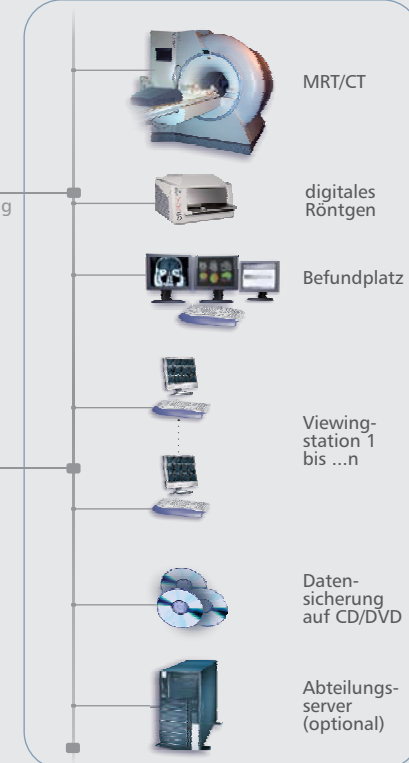 MRT/CT
g
digitales
Röntgen
Befundplatz
Viewing-
station 1
bis ...n
Daten-
sicherung
auf CD/DVD
Abteilungs-
server
(optional)